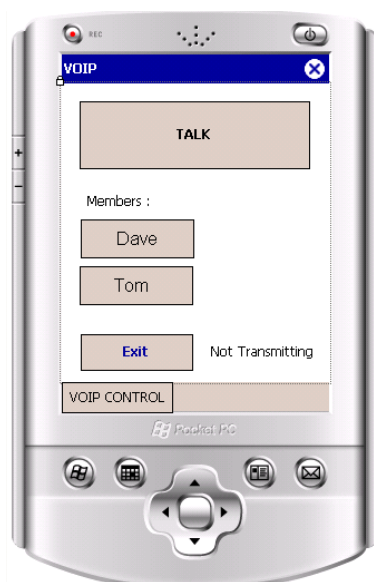 REC
VOIP
TALK
Members :
Dave
Tom
Exit Not Transmitting
VOIP CONTROL
Pocket PC
+
−